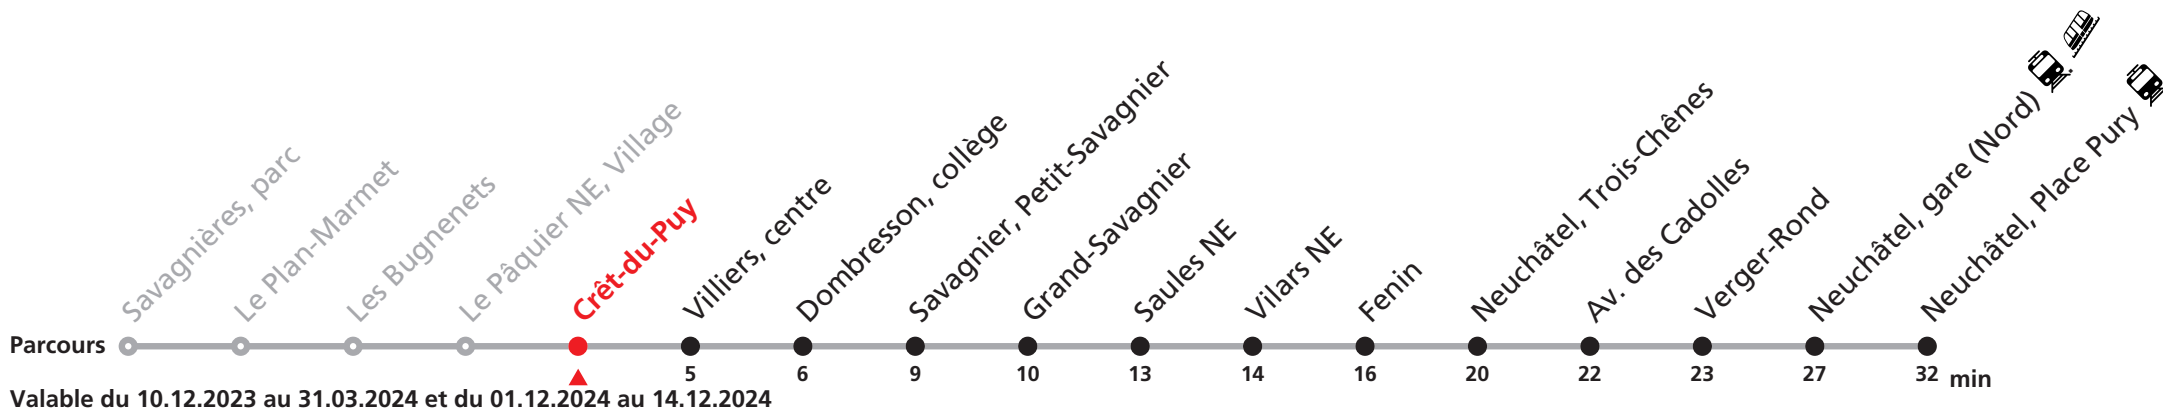 Savagnières, parc
Le Plan-Marmet
Les Bugnenets
Le Pâquier NE, Village
Crêt-du-Puy
Villiers, centre
Dombresson, collège
Savagnier, Petit-Savagnier
Grand-Savagnier
Saules NE
Vilars NE
Fenin
Neuchâtel, Trois-Chênes
Av. des Cadolles
Verger-Rond
Neuchâtel, gare (Nord)
Neuchâtel, Place Pury
Parcours
5 6 9 10 13 14 16 20 22 23 27 32 min
Valable du 10.12.2023 au 31.03.2024 et du 01.12.2024 au 14.12.2024